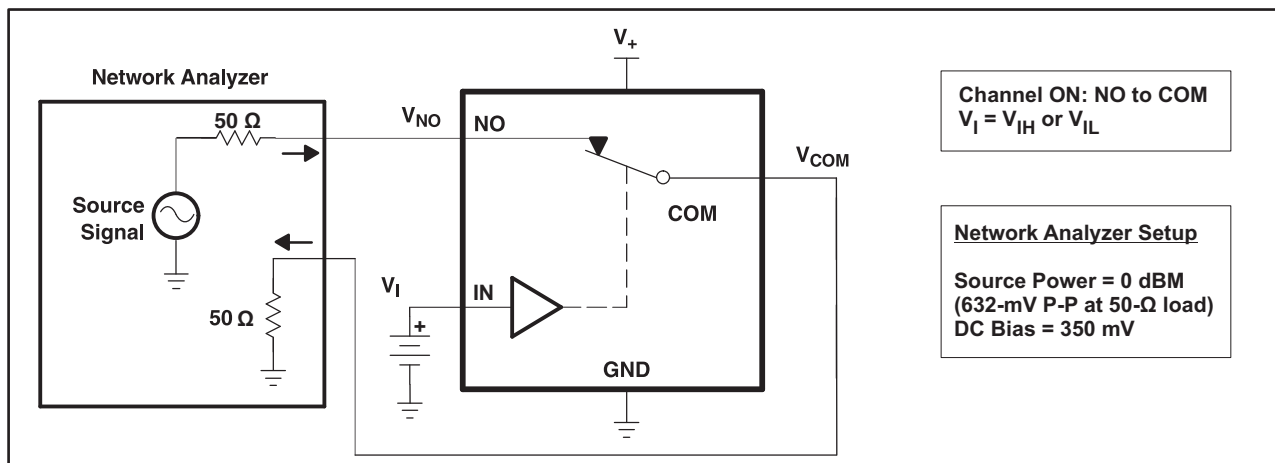 V+
Network Analyzer
50 Ω
VNO
NO
VCOM
COM
Source
Signal
50 Ω
VI
IN
+
GND
Channel ON: NO to COM
VI = VIH or VIL
Network Analyzer Setup
Source Power = 0 dBM
(632-mV P-P at 50-Ω load)
DC Bias = 350 mV